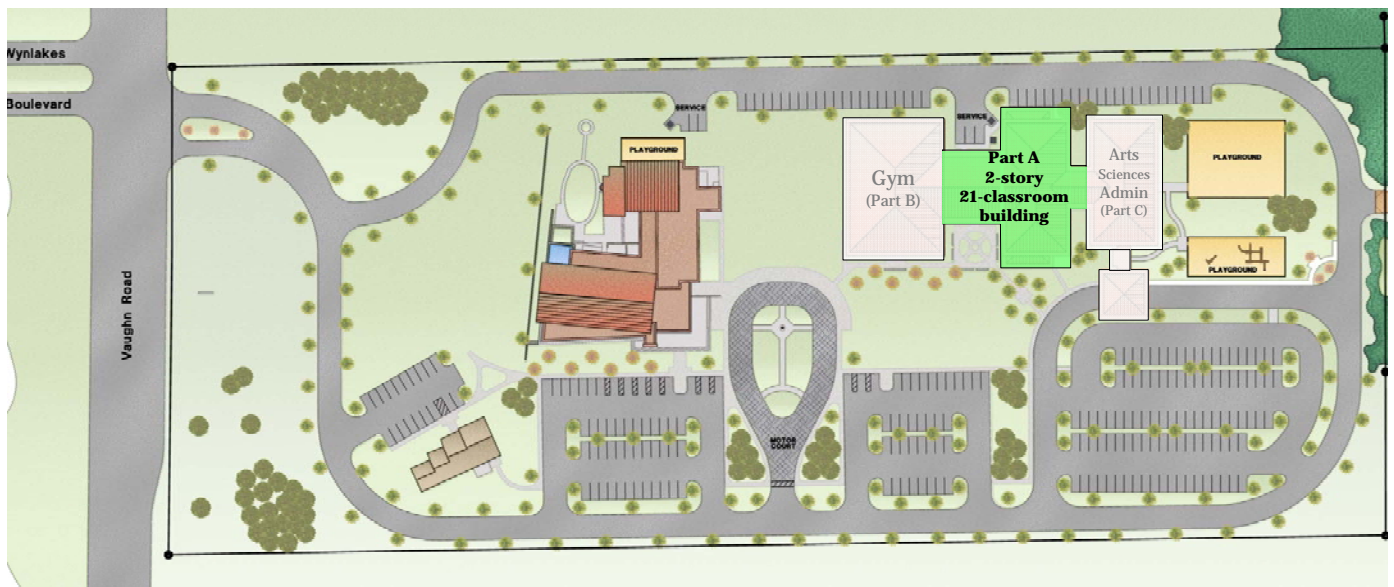 Wynlakes
Boulevard
Vaughn Road
SERVICE
PLAYGROUND
SERVICE
Gym
(Part B)
Part A
2-story
21-classroom
building
Arts
Sciences
Admin
(Part C)
PLAYGROUND
PLAYGROUND
MOTOR
COURT